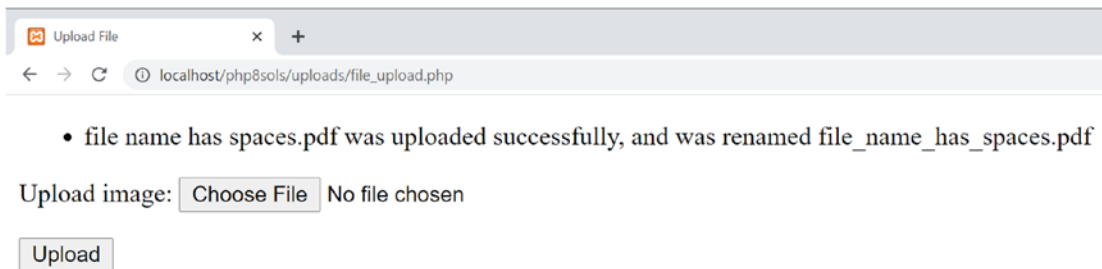 Upload File
localhost/php8sols/uploads/file_upload.php
• file name has spaces.pdf was uploaded successfully, and was renamed file_name_has_spaces.pdf
Upload image: Choose File No file chosen
Upload